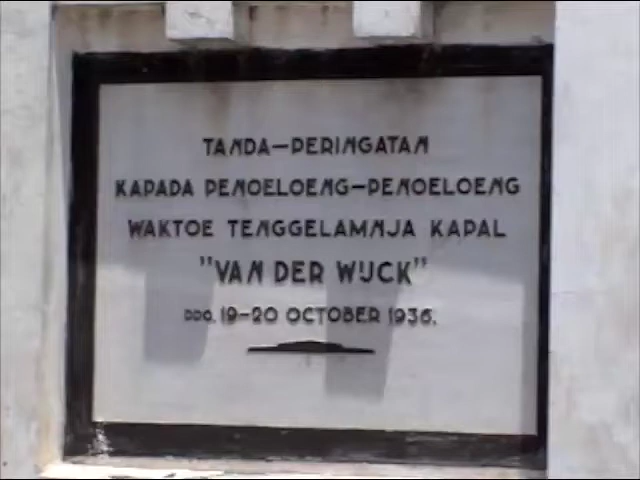 TANDA-PERINGATAN
KAPADA PENOELOENG-PENOELOENG
WAKTOE TENGGELAMNJA KAPAL
"VAN DER WIJCK"
DDO. 19-20 OCTOBER 1936.